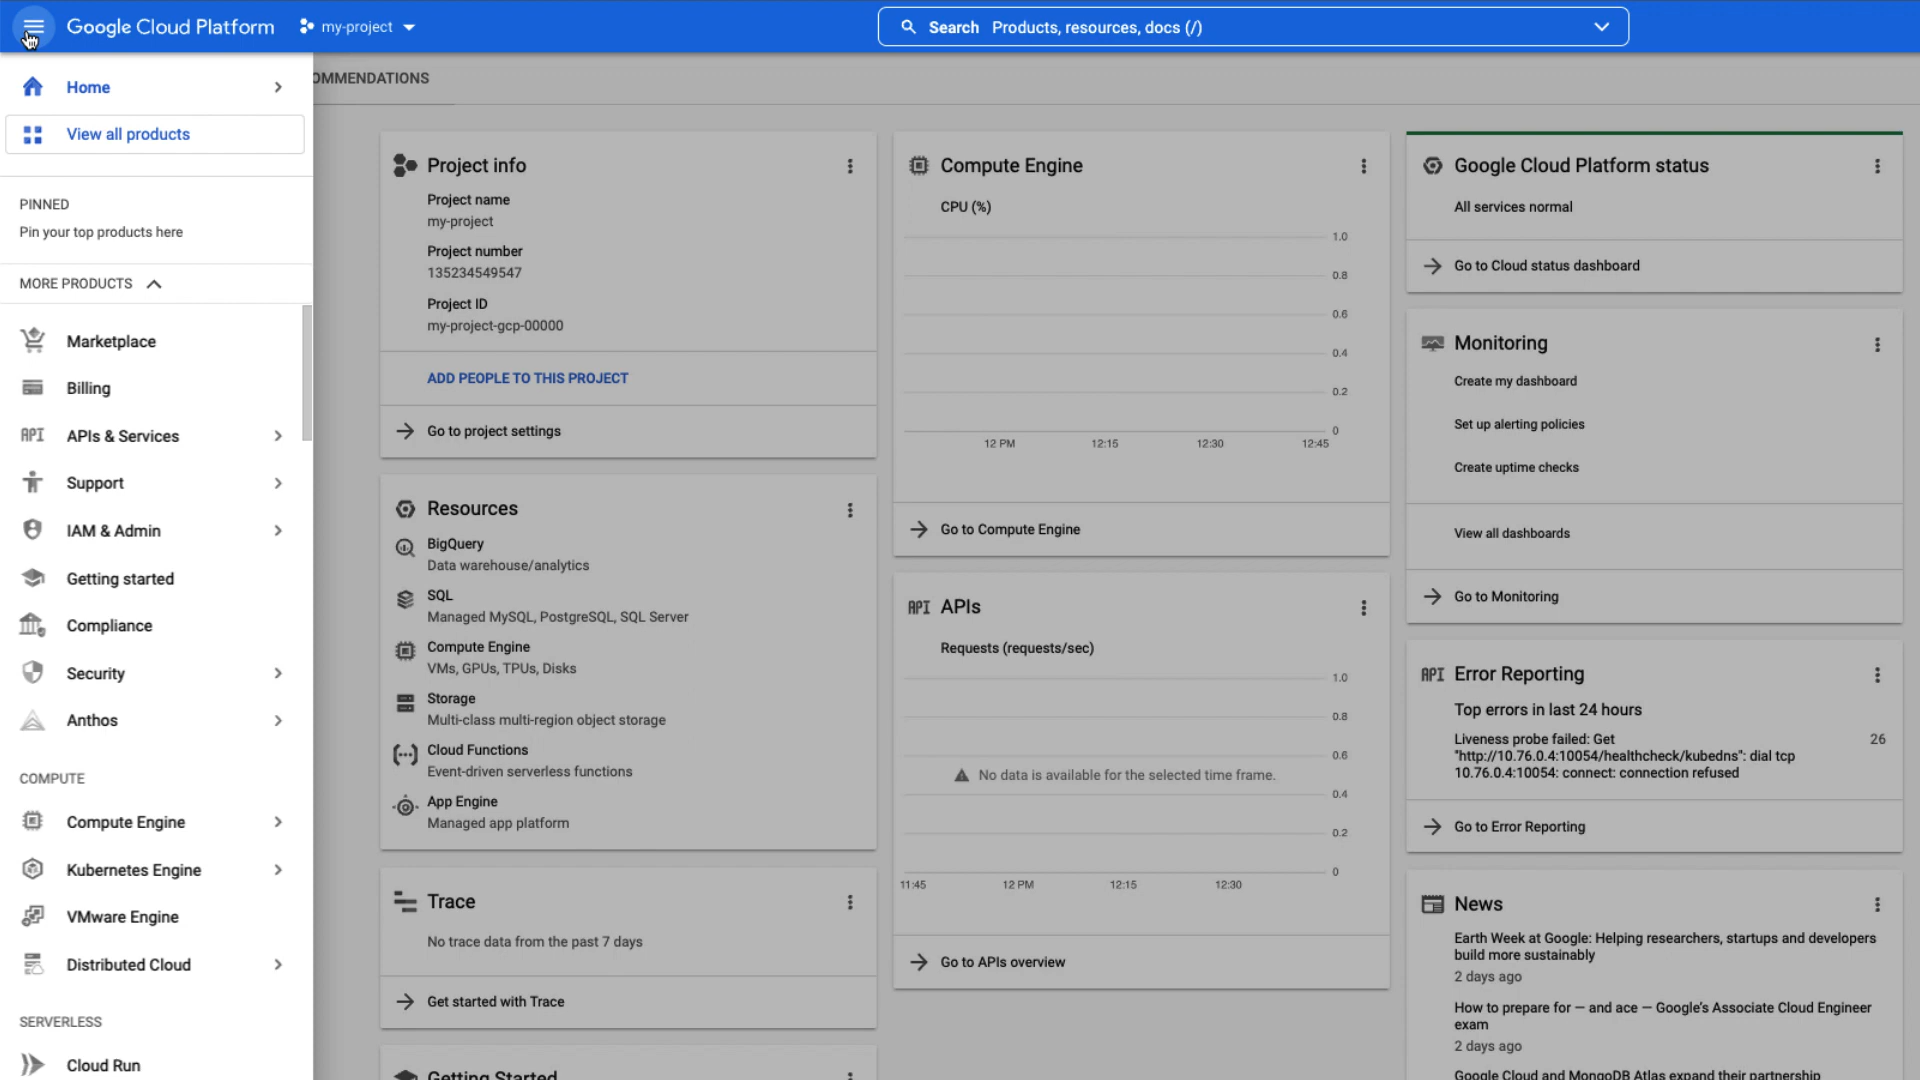 Google Cloud Platform
my-project
Search Products, resources, docs (/)
Home
View all products
PINNED
Pin your top products here
MORE PRODUCTS
Marketplace
Billing
API APIs & Services
Support
IAM & Admin
Getting started
Compliance
Security
Anthos
COMPUTE
Compute Engine
Kubernetes Engine
VMware Engine
Distributed Cloud
SERVERLESS
Cloud Run
OMMENDATIONS
Project info
Project name
my-project
Project number
135234549547
Project ID
my-project-gcp-00000
ADD PEOPLE TO THIS PROJECT
Go to project settings
Resources
BigQuery
Data warehouse/analytics
SQL
Managed MySQL, PostgreSQL, SQL Server
Compute Engine
VMs, GPUs, TPUs, Disks
Storage
Multi-class multi-region object storage
Cloud Functions
Event-driven serverless functions
App Engine
Managed app platform
Trace
No trace data from the past 7 days
Get started with Trace
Getting Started
Compute Engine
CPU (%)
1.0
0.8
0.6
0.4
0.2
0
12 PM 12:15 12:30 12:45
Go to Compute Engine
API APIs
Requests (requests/sec)
1.0
0.8
0.6
No data is available for the selected time frame.
0.4
0.2
0
11:45 12 PM 12:15 12:30
Go to APIs overview
Google Cloud Platform status
All services normal
Go to Cloud status dashboard
Monitoring
Create my dashboard
Set up alerting policies
Create uptime checks
View all dashboards
Go to Monitoring
API Error Reporting
Top errors in last 24 hours
Liveness probe failed: Get 26
"http://10.76.0.4:10054/healthcheck/kubedns": dial tcp
10.76.0.4:10054: connect: connection refused
Go to Error Reporting
News
Earth Week at Google: Helping researchers, startups and developers
build more sustainably
2 days ago
How to prepare for — and ace — Google's Associate Cloud Engineer
exam
2 days ago
Google Cloud and MongoDB Atlas expand their partnership